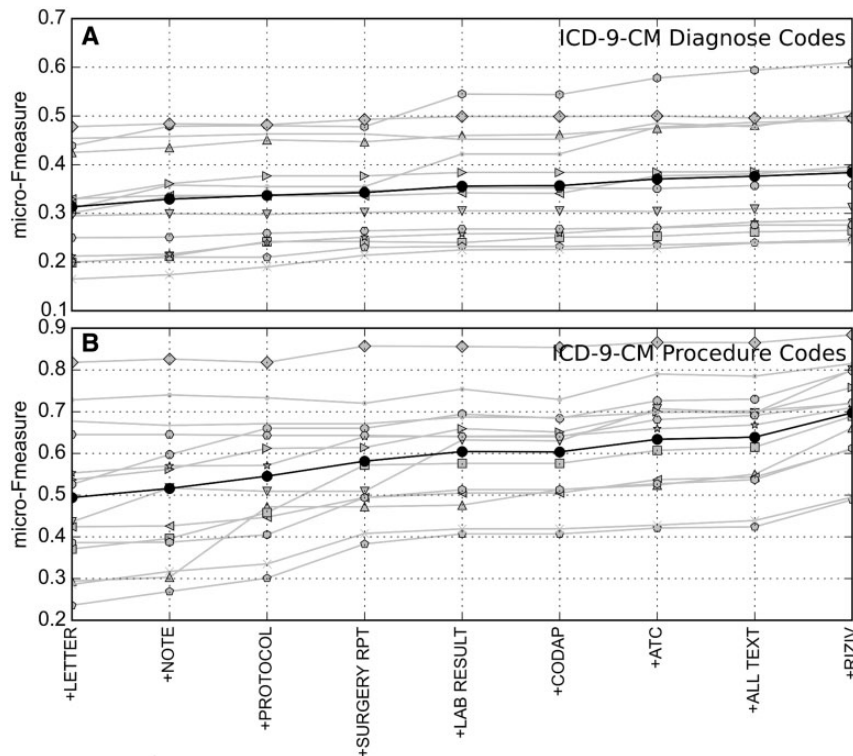 A
ICD-9-CM Diagnose Codes
micro-Fmeasure
0.7
0.6
0.5
0.4
0.3
0.2
0.1
B
ICD-9-CM Procedure Codes
micro-Fmeasure
0.9
0.8
0.7
0.6
0.5
0.4
0.3
0.2
+LETTER
+NOTE
+PROTOCOL
+SURGERY RPT
+LAB RESULT
+CODAP
+ATC
+ALL TEXT
+RIZIV